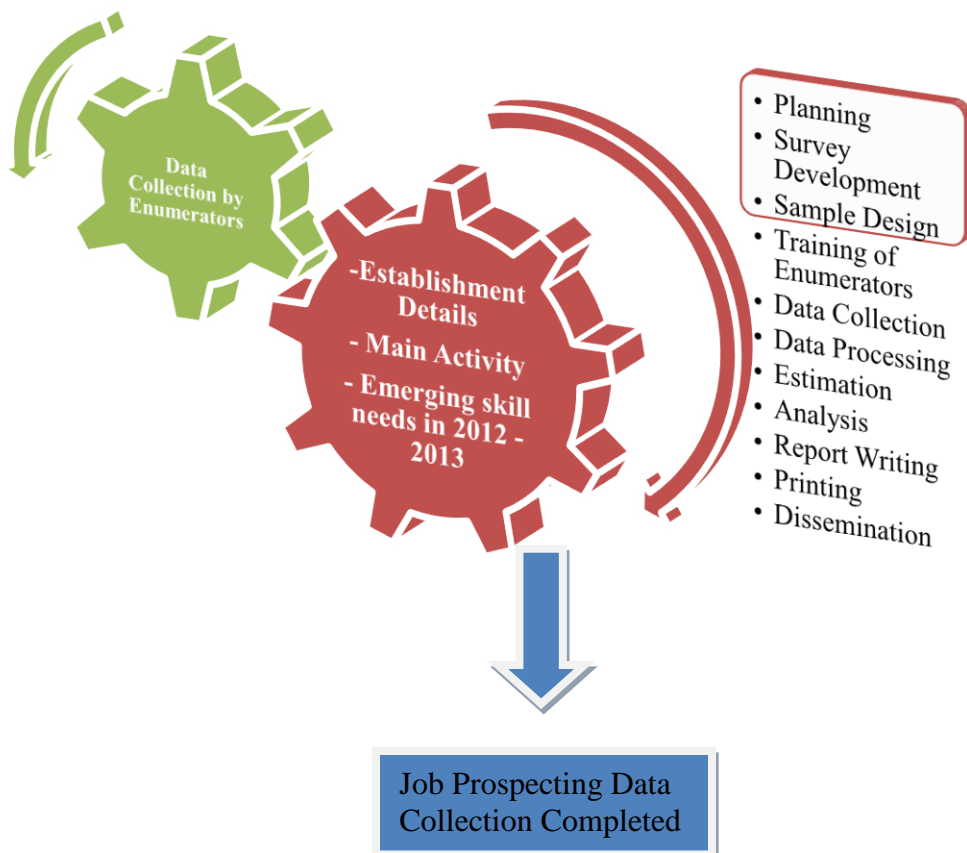 Data
Collection by
Enumerators
-Establishment
Details
- Main Activity
- Emerging skill
needs in 2012 -
2013
• Planning
• Survey
Development
• Sample Design
• Training of
Enumerators
• Data Collection
• Data Processing
• Estimation
• Analysis
• Report Writing
• Printing
• Dissemination
Job Prospecting Data
Collection Completed